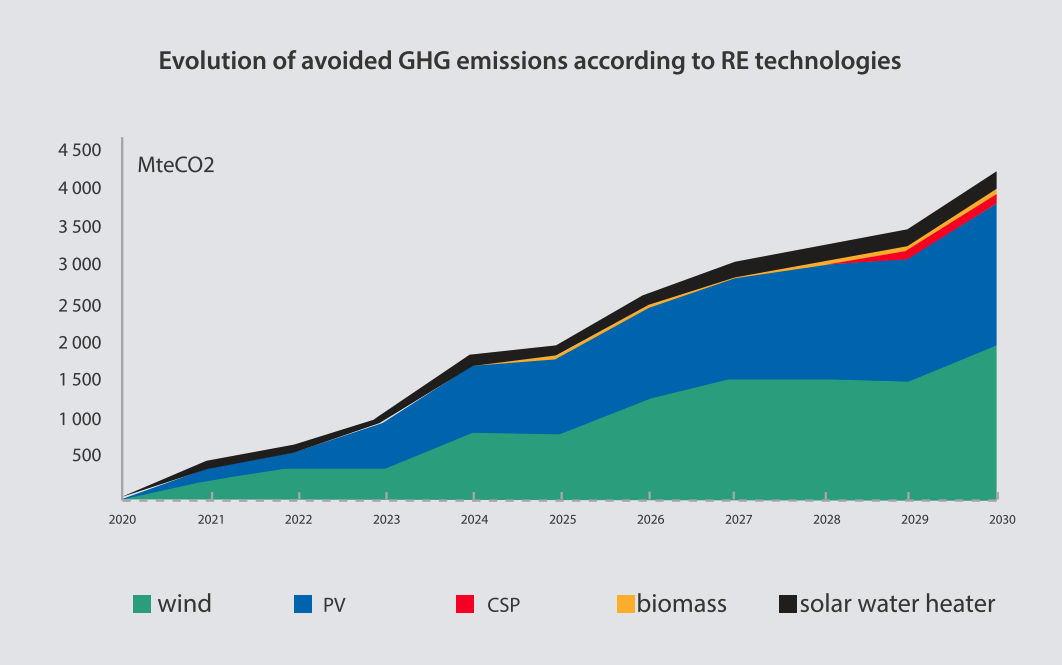 Evolution of avoided GHG emissions according to RE technologies
MteCO2
4 500
4 000
3 500
3 000
2 500
2 000
1 500
1 000
500
2020 2021 2022 2023 2024 2025 2026 2027 2028 2029 2030
wind PV CSP biomass solar water heater